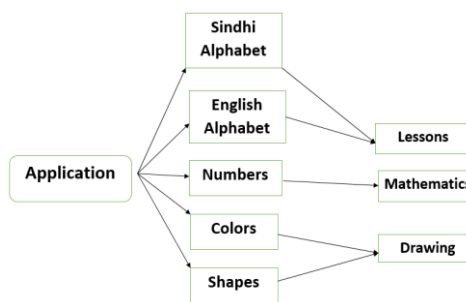 Sindhi
Alphabet
English
Alphabet
Lessons
Application
Numbers
Mathematics
Colors
Drawing
Shapes